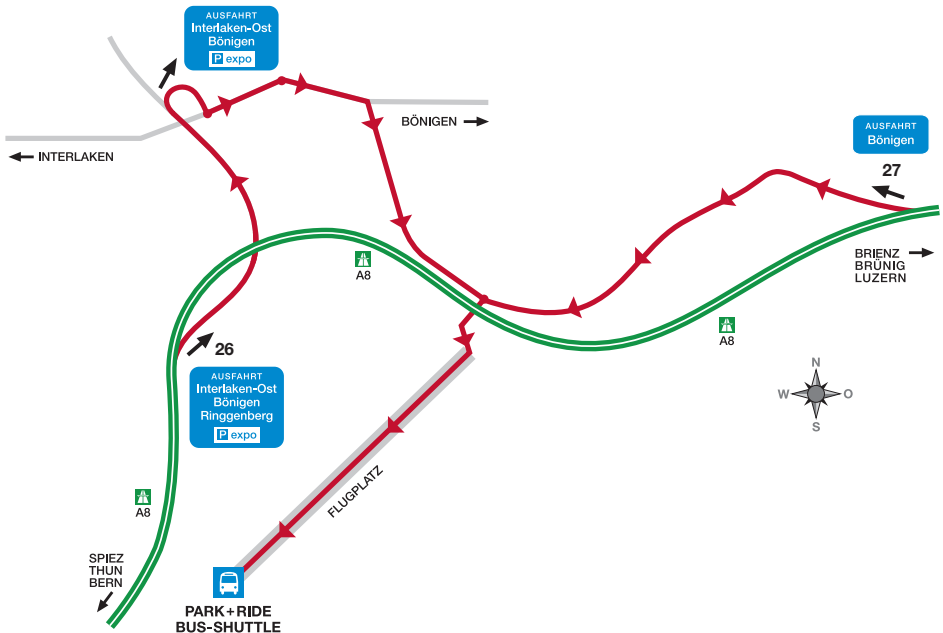 AUSFAHRT
Interlaken-Ost
Bönigen
P expo
BÖNIGEN
INTERLAKEN
AUSFAHRT
Bönigen
27
BRIENZ
BRÜNIG
LUZERN
A8
A8
26
AUSFAHRT
Interlaken-Ost
Bönigen
Ringgenberg
P expo
N
W O
S
FLUGPLATZ
A8
SPIEZ
THUN
BERN
PARK+RIDE
BUS-SHUTTLE